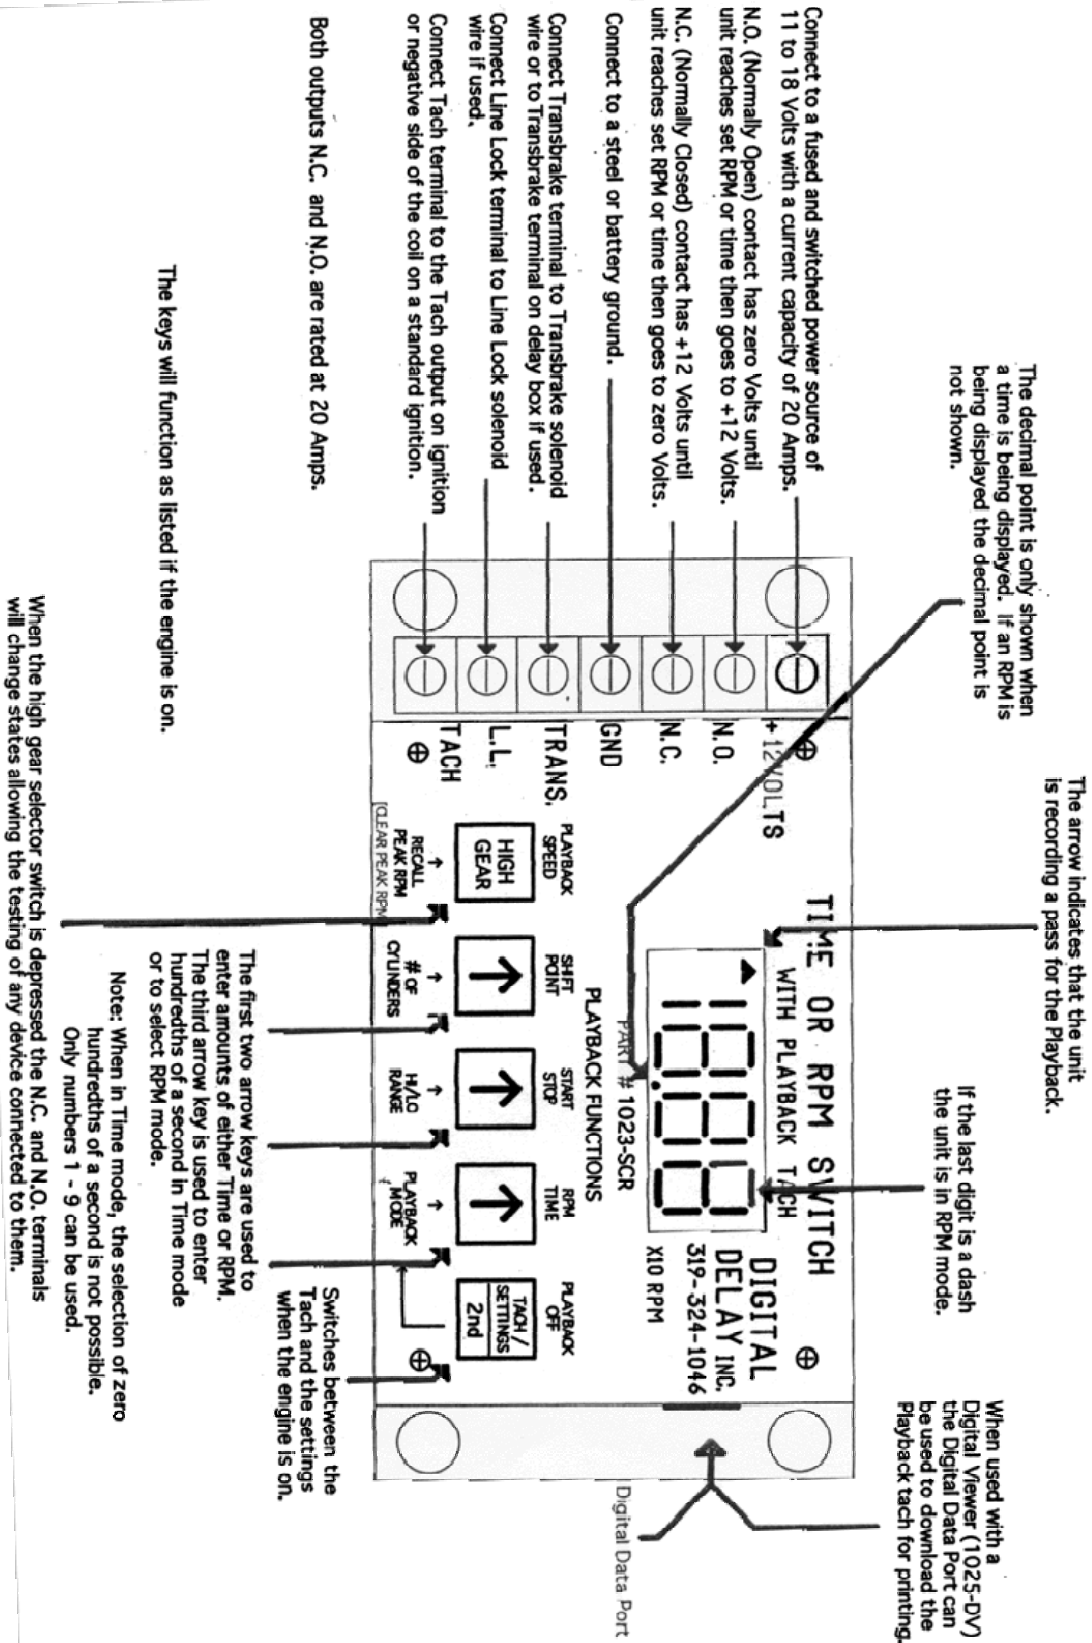 The decimal point is only shown when
a time is being displayed. If an RPM is
being displayed the decimal point is
not shown.
The arrow indicates that the unit
is recording a pass for the Playback.
If the last digit is a dash
the unit is in RPM mode.
When used with a
Digital Viewer (1025-DV)
the Digital Data Port can
be used to download the
Playback tach for printing.
Digital Data Port
Connect to a fused and switched power source of
11 to 18 Volts with a current capacity of 20 Amps.
N.O. (Normally Open) contact has zero Volts until
unit reaches set RPM or time then goes to +12 Volts.
N.C. (Normally Closed) contact has +12 Volts until
unit reaches set RPM or time then goes to zero Volts.
Connect to a steel or battery ground.
Connect Transbrake terminal to Transbrake solenoid
wire or to Transbrake terminal on delay box if used.
Connect Line Lock terminal to Line Lock solenoid
wire if used.
Connect Tach terminal to the Tach output on ignition
or negative side of the coil on a standard ignition.
Both outputs N.C. and N.O. are rated at 20 Amps.
+12VOLTS
N.O.
N.C.
GND
TRANS.
L.L.
TACH
TIME OR RPM SWITCH
WITH PLAYBACK TACH
PART # 1023-SCR
DIGITAL
DELAY INC.
319-324-1046
X10 RPM
PLAYBACK FUNCTIONS
PLAYBACK
SPEED
SHIFT
POINT
START
STOP
RPM
TIME
PLAYBACK
OFF
HIGH
GEAR
TACH /
SETTINGS
2nd
RECALL
PEAK RPM
[CLEAR PEAK RPM]
# OF
CYLINDERS
HI/LO
RANGE
PLAYBACK
MODE
The keys will function as listed if the engine is on.
Switches between the
Tach and the settings
when the engine is on.
The first two arrow keys are used to
enter amounts of either Time or RPM.
The third arrow key is used to enter
hundredths of a second in Time mode
or to select RPM mode.
Note: When in Time mode, the selection of zero
hundredths of a second is not possible.
Only numbers 1 - 9 can be used.
When the high gear selector switch is depressed the N.C. and N.O. terminals
will change states allowing the testing of any device connected to them.